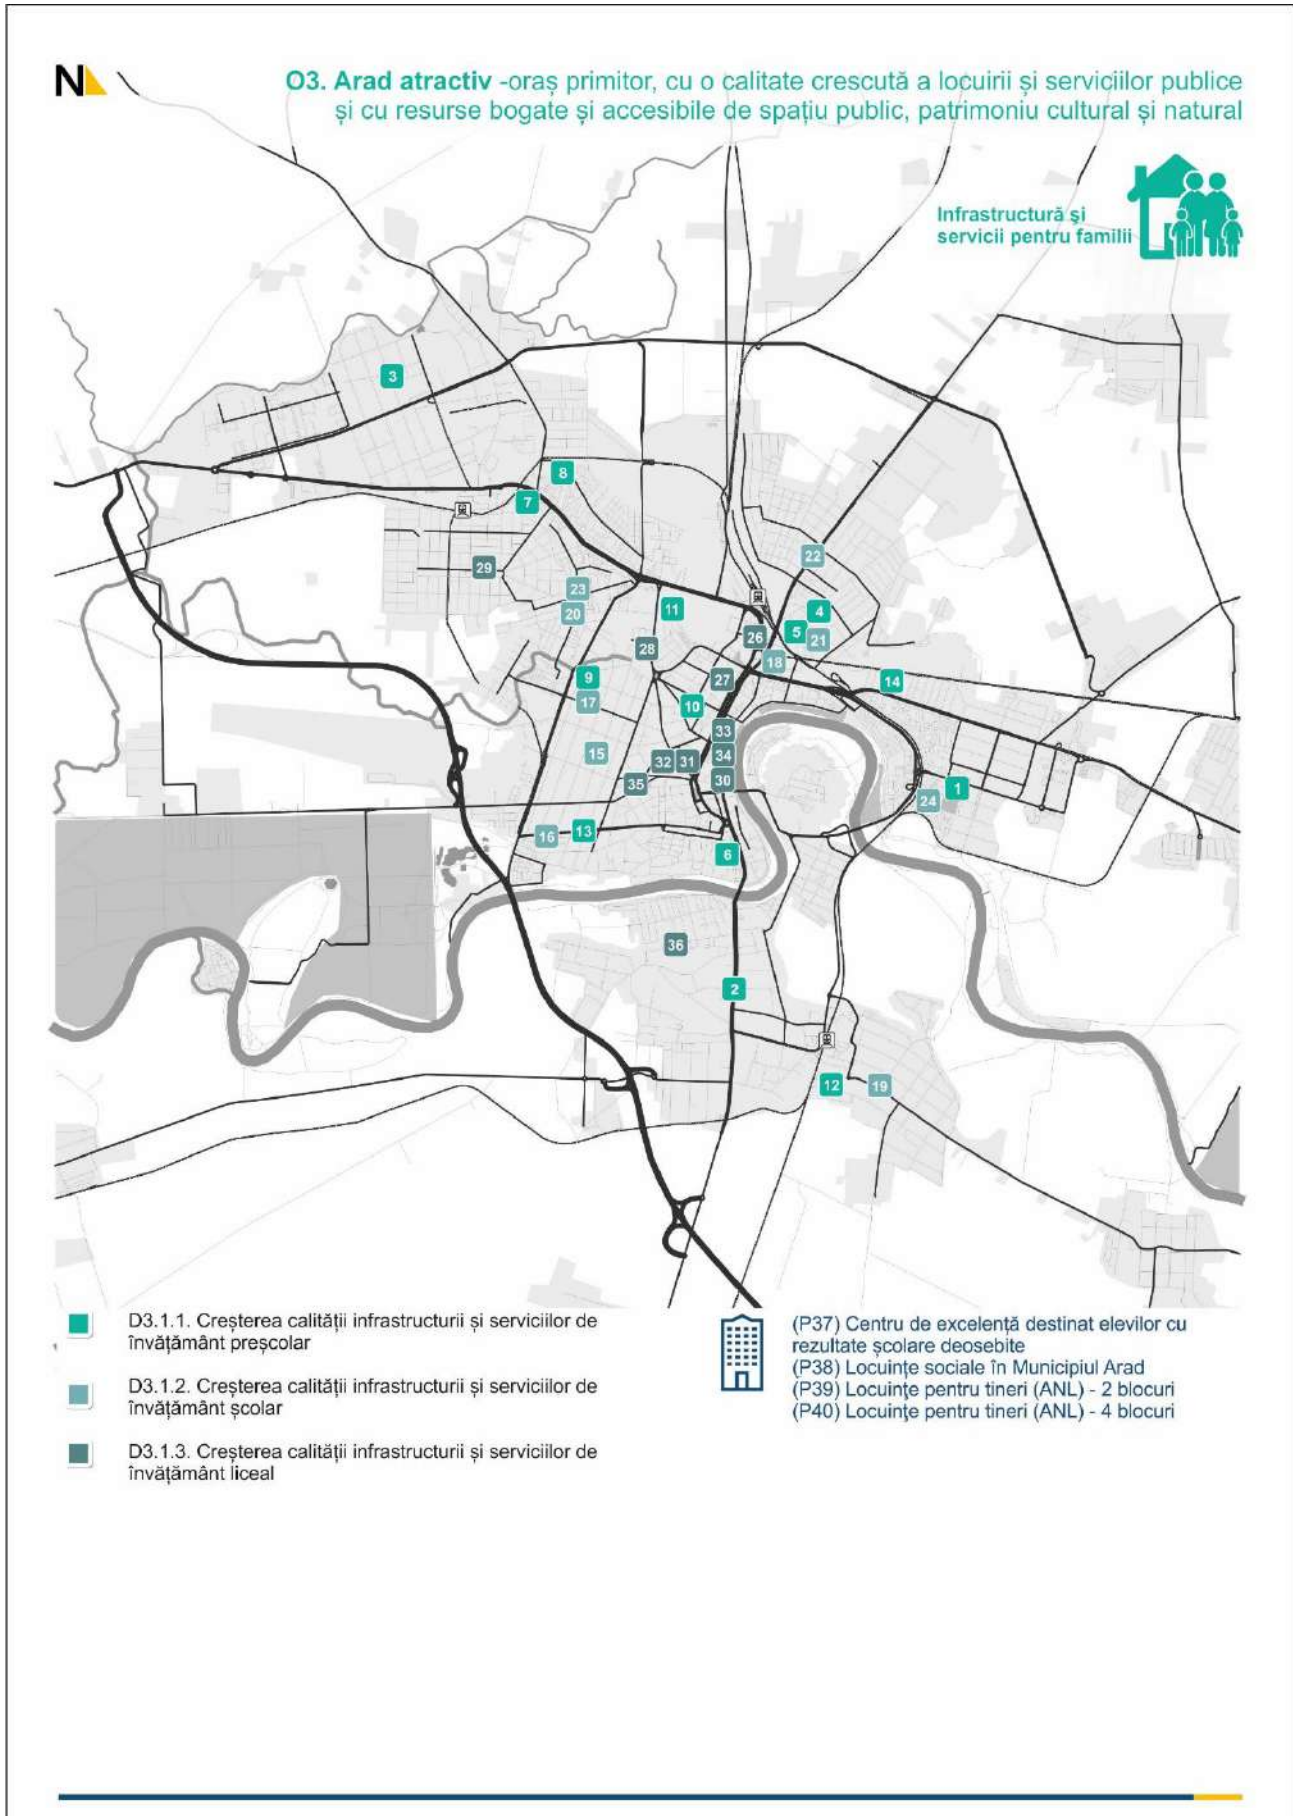 N
O3. Arad atractiv -oraș primitor, cu o calitate crescută a locuirii și serviciilor publice
și cu resurse bogate și accesibile de spațiu public, patrimoniu cultural și natural
Infrastructură şi
servicii pentru familii
3
8
7
22
29
23
4
20
11
5
21
26
28
18
27
9
14
17
10
33
15
34
32
31
35
30
1
24
16
13
6
36
2
12
19
D3.1.1. Creșterea calității infrastructurii și serviciilor de
învățământ preșcolar
D3.1.2. Creșterea calității infrastructurii și serviciilor de
învățământ școlar
D3.1.3. Creșterea calității infrastructurii și serviciilor de
învățământ liceal
(P37) Centru de excelență destinat elevilor cu
rezultate școlare deosebite
(P38) Locuințe sociale în Municipiul Arad
(P39) Locuinţe pentru tineri (ANL) - 2 blocuri
(P40) Locuinţe pentru tineri (ANL) - 4 blocuri